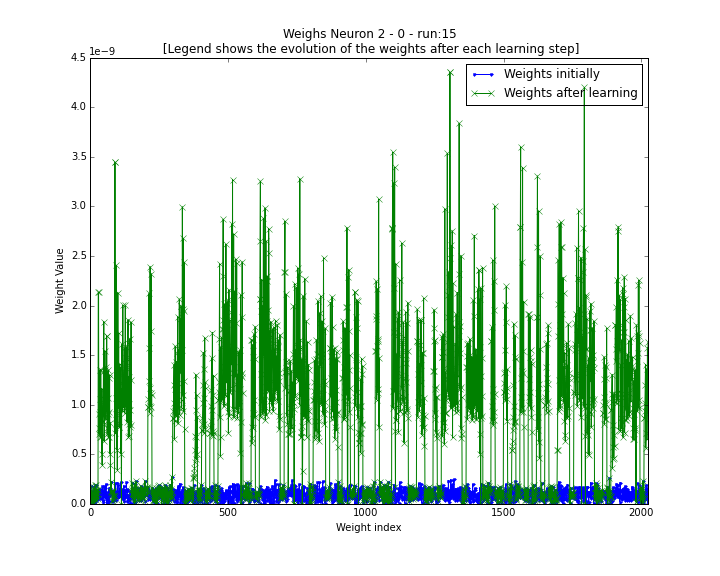 Weighs Neuron 2 - 0 - run:15
[Legend shows the evolution of the weights after each learning step]
1e−9
4.5
4.0
3.5
3.0
2.5
2.0
1.5
1.0
0.5
0.0
Weight Value
Weights initially
Weights after learning
0 500 1000 1500 2000
Weight index